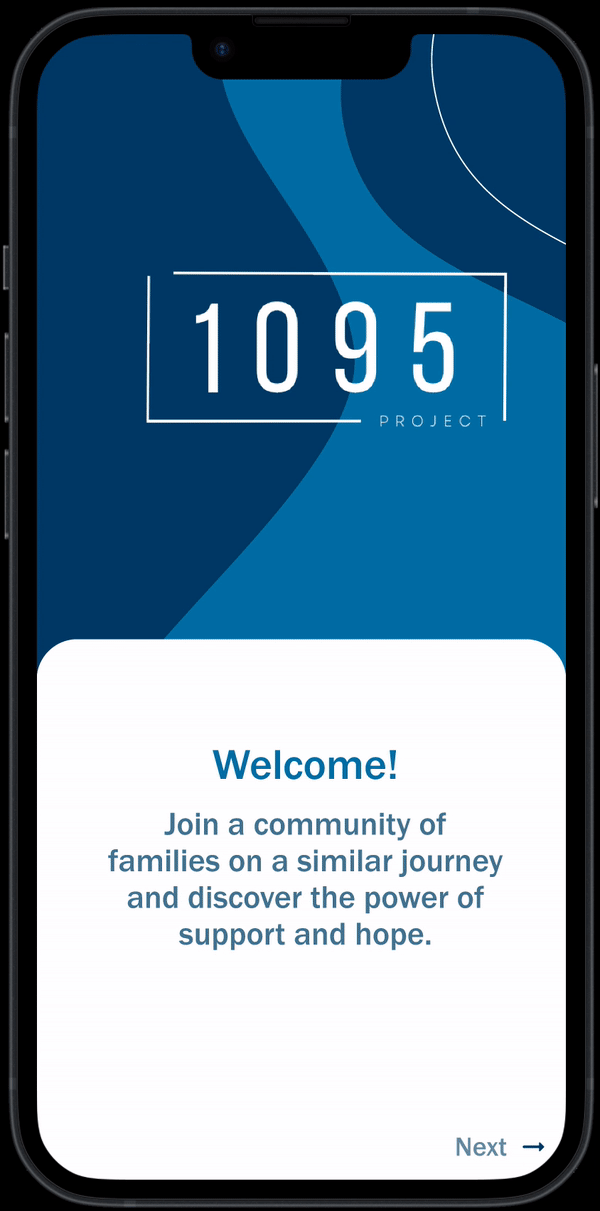 1095
PROJECT
Welcome!
Join a community of
families on a similar journey
and discover the power of
support and hope.
Next →